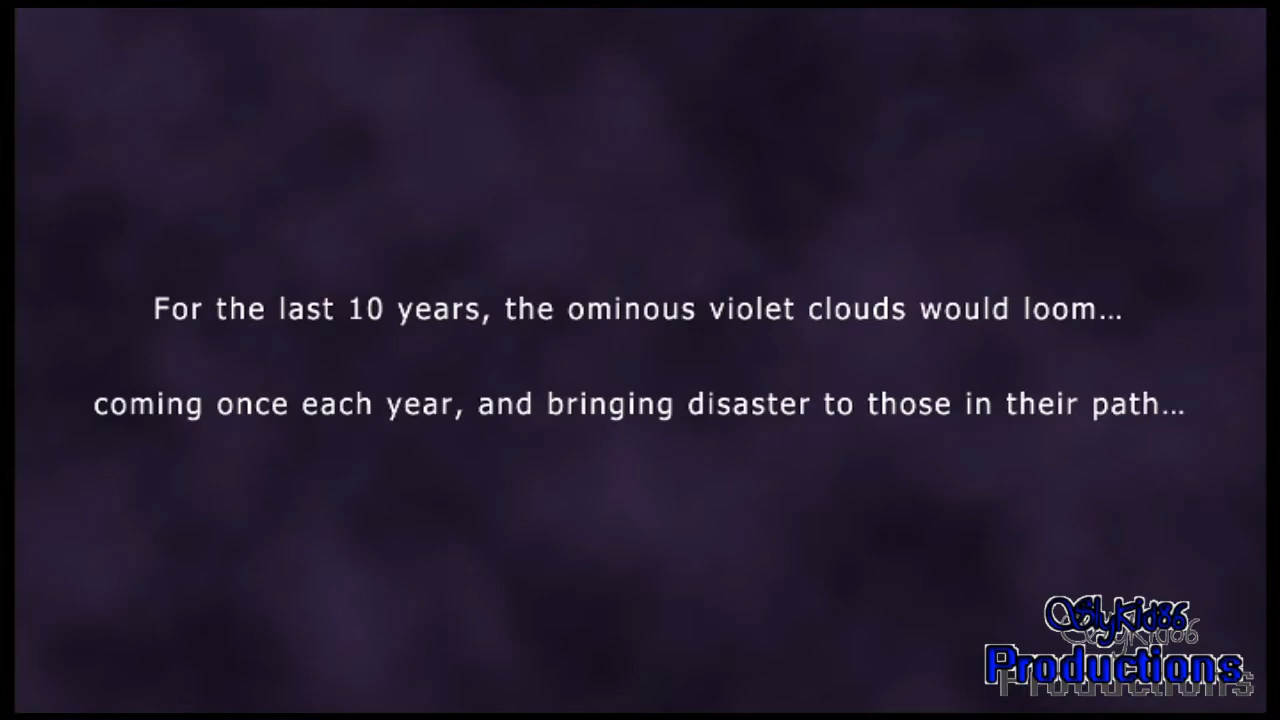 For the last 10 years, the ominous violet clouds would loom…
coming once each year, and bringing disaster to those in their path…
SlyKid86
Productions